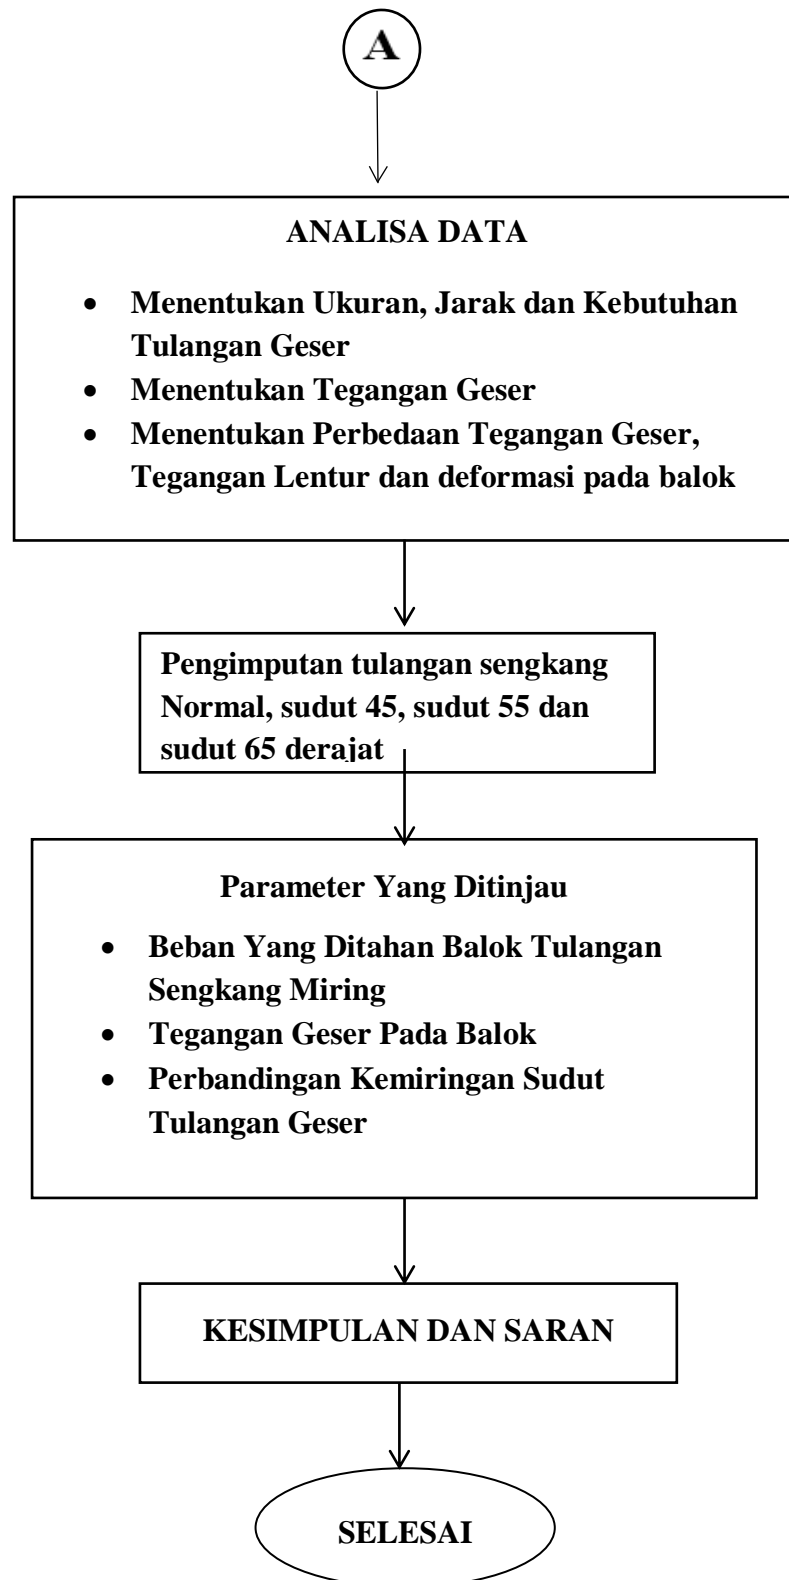 A
ANALISA DATA
• Menentukan Ukuran, Jarak dan Kebutuhan
Tulangan Geser
• Menentukan Tegangan Geser
• Menentukan Perbedaan Tegangan Geser,
Tegangan Lentur dan deformasi pada balok
Pengimputan tulangan sengkang
Normal, sudut 45, sudut 55 dan
sudut 65 derajat
Parameter Yang Ditinjau
• Beban Yang Ditahan Balok Tulangan
Sengkang Miring
• Tegangan Geser Pada Balok
• Perbandingan Kemiringan Sudut
Tulangan Geser
KESIMPULAN DAN SARAN
SELESAI